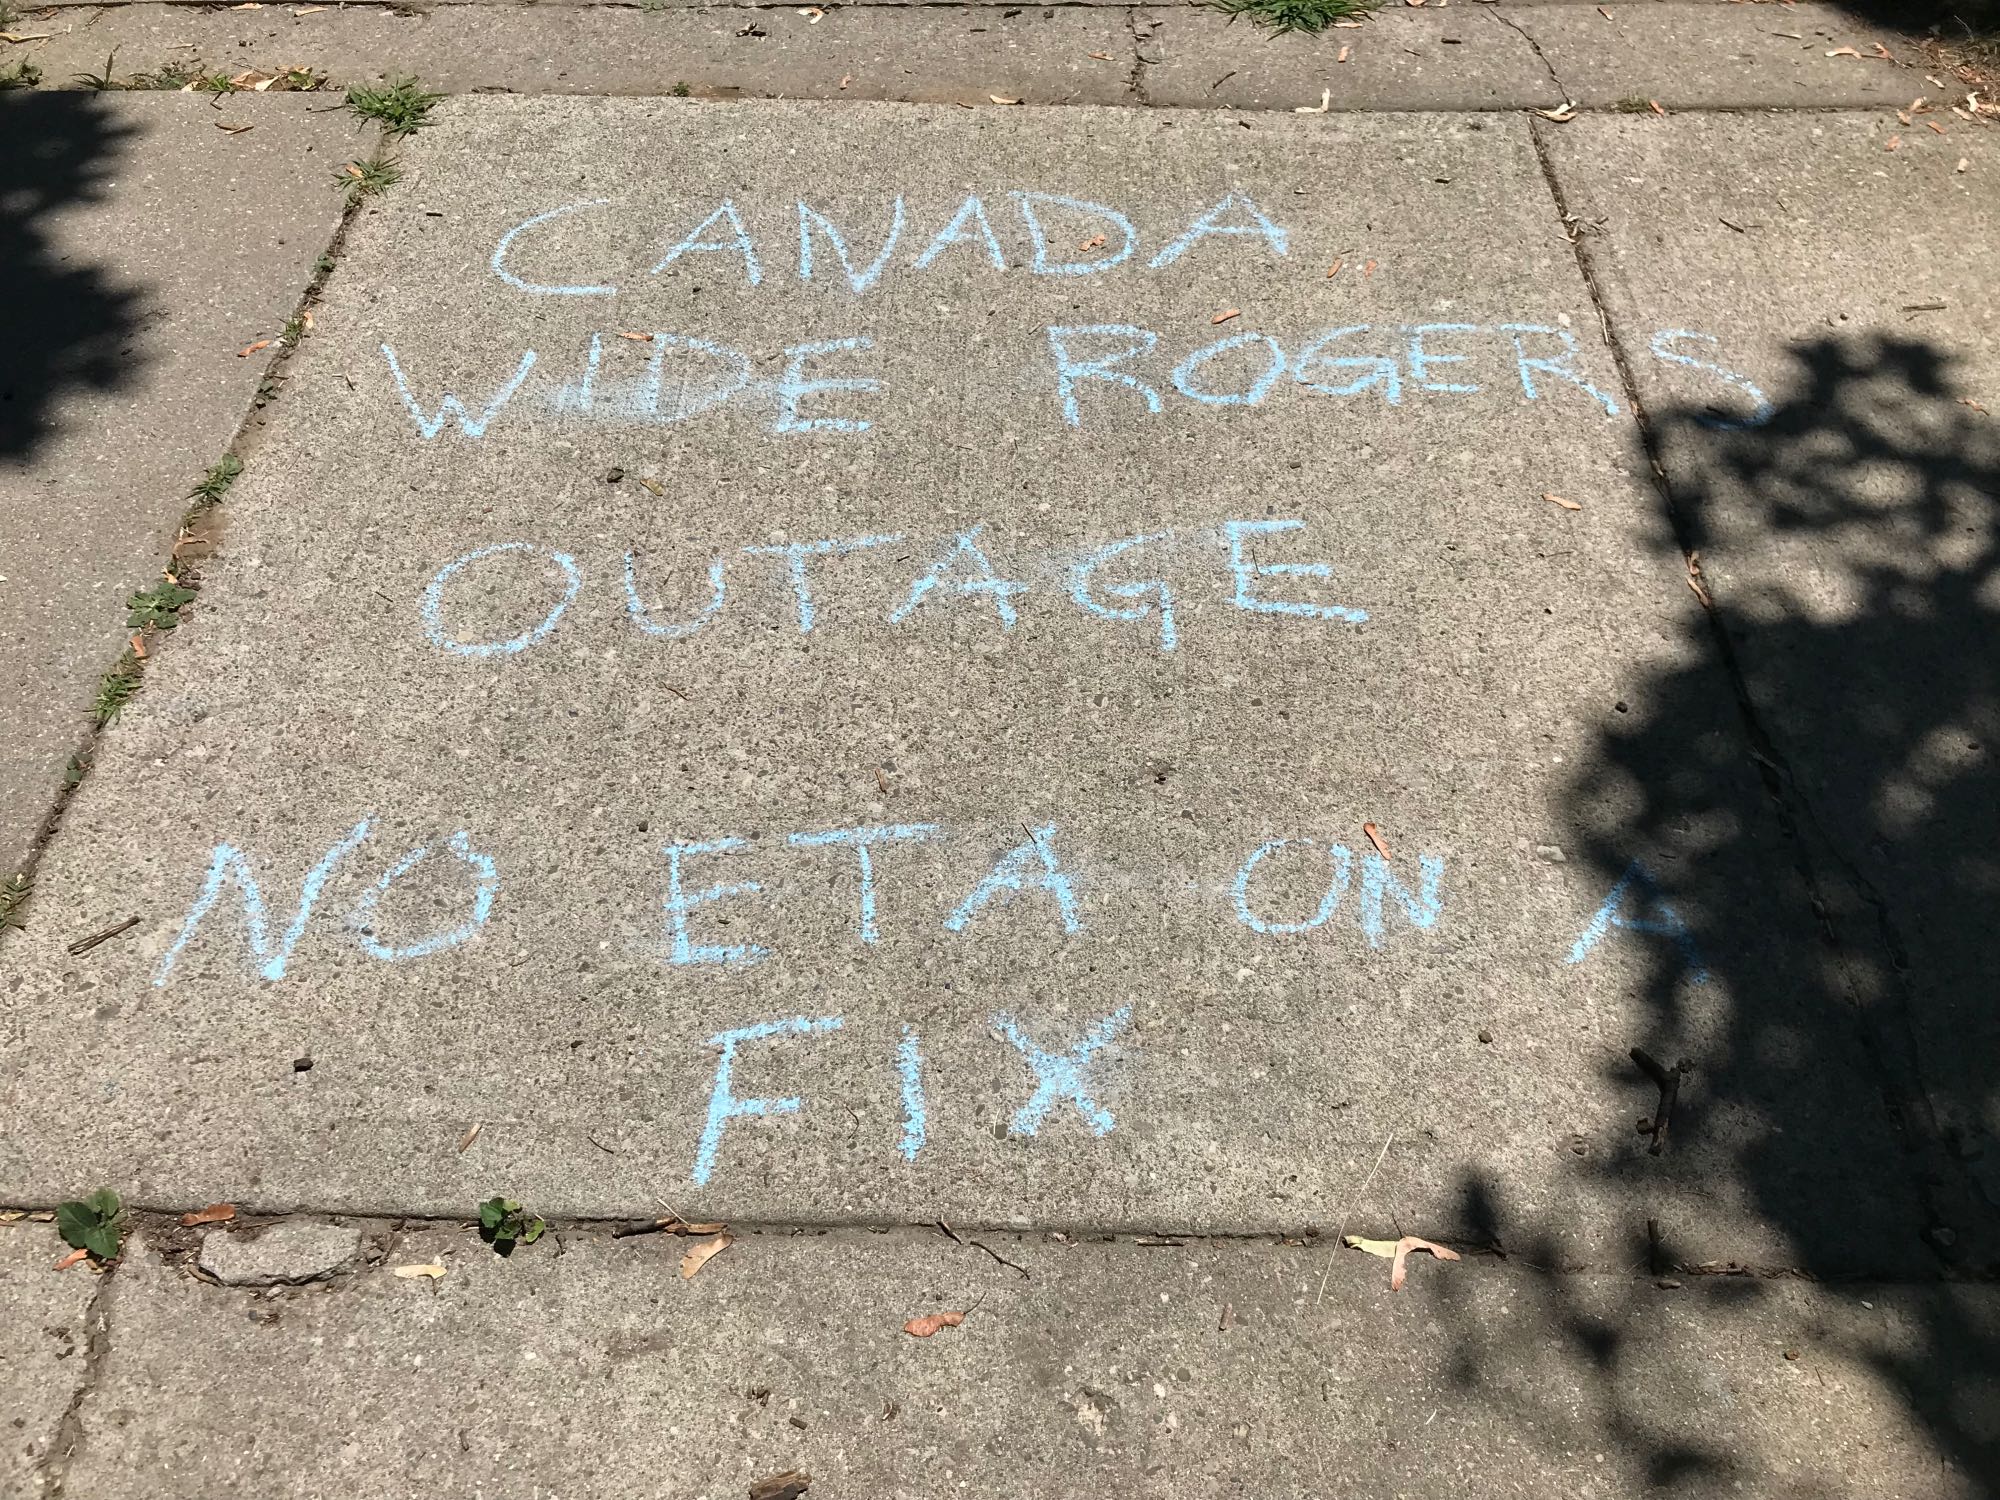 CANADA
WIDE ROGERS
OUTAGE
NO ETA ON A
FIX